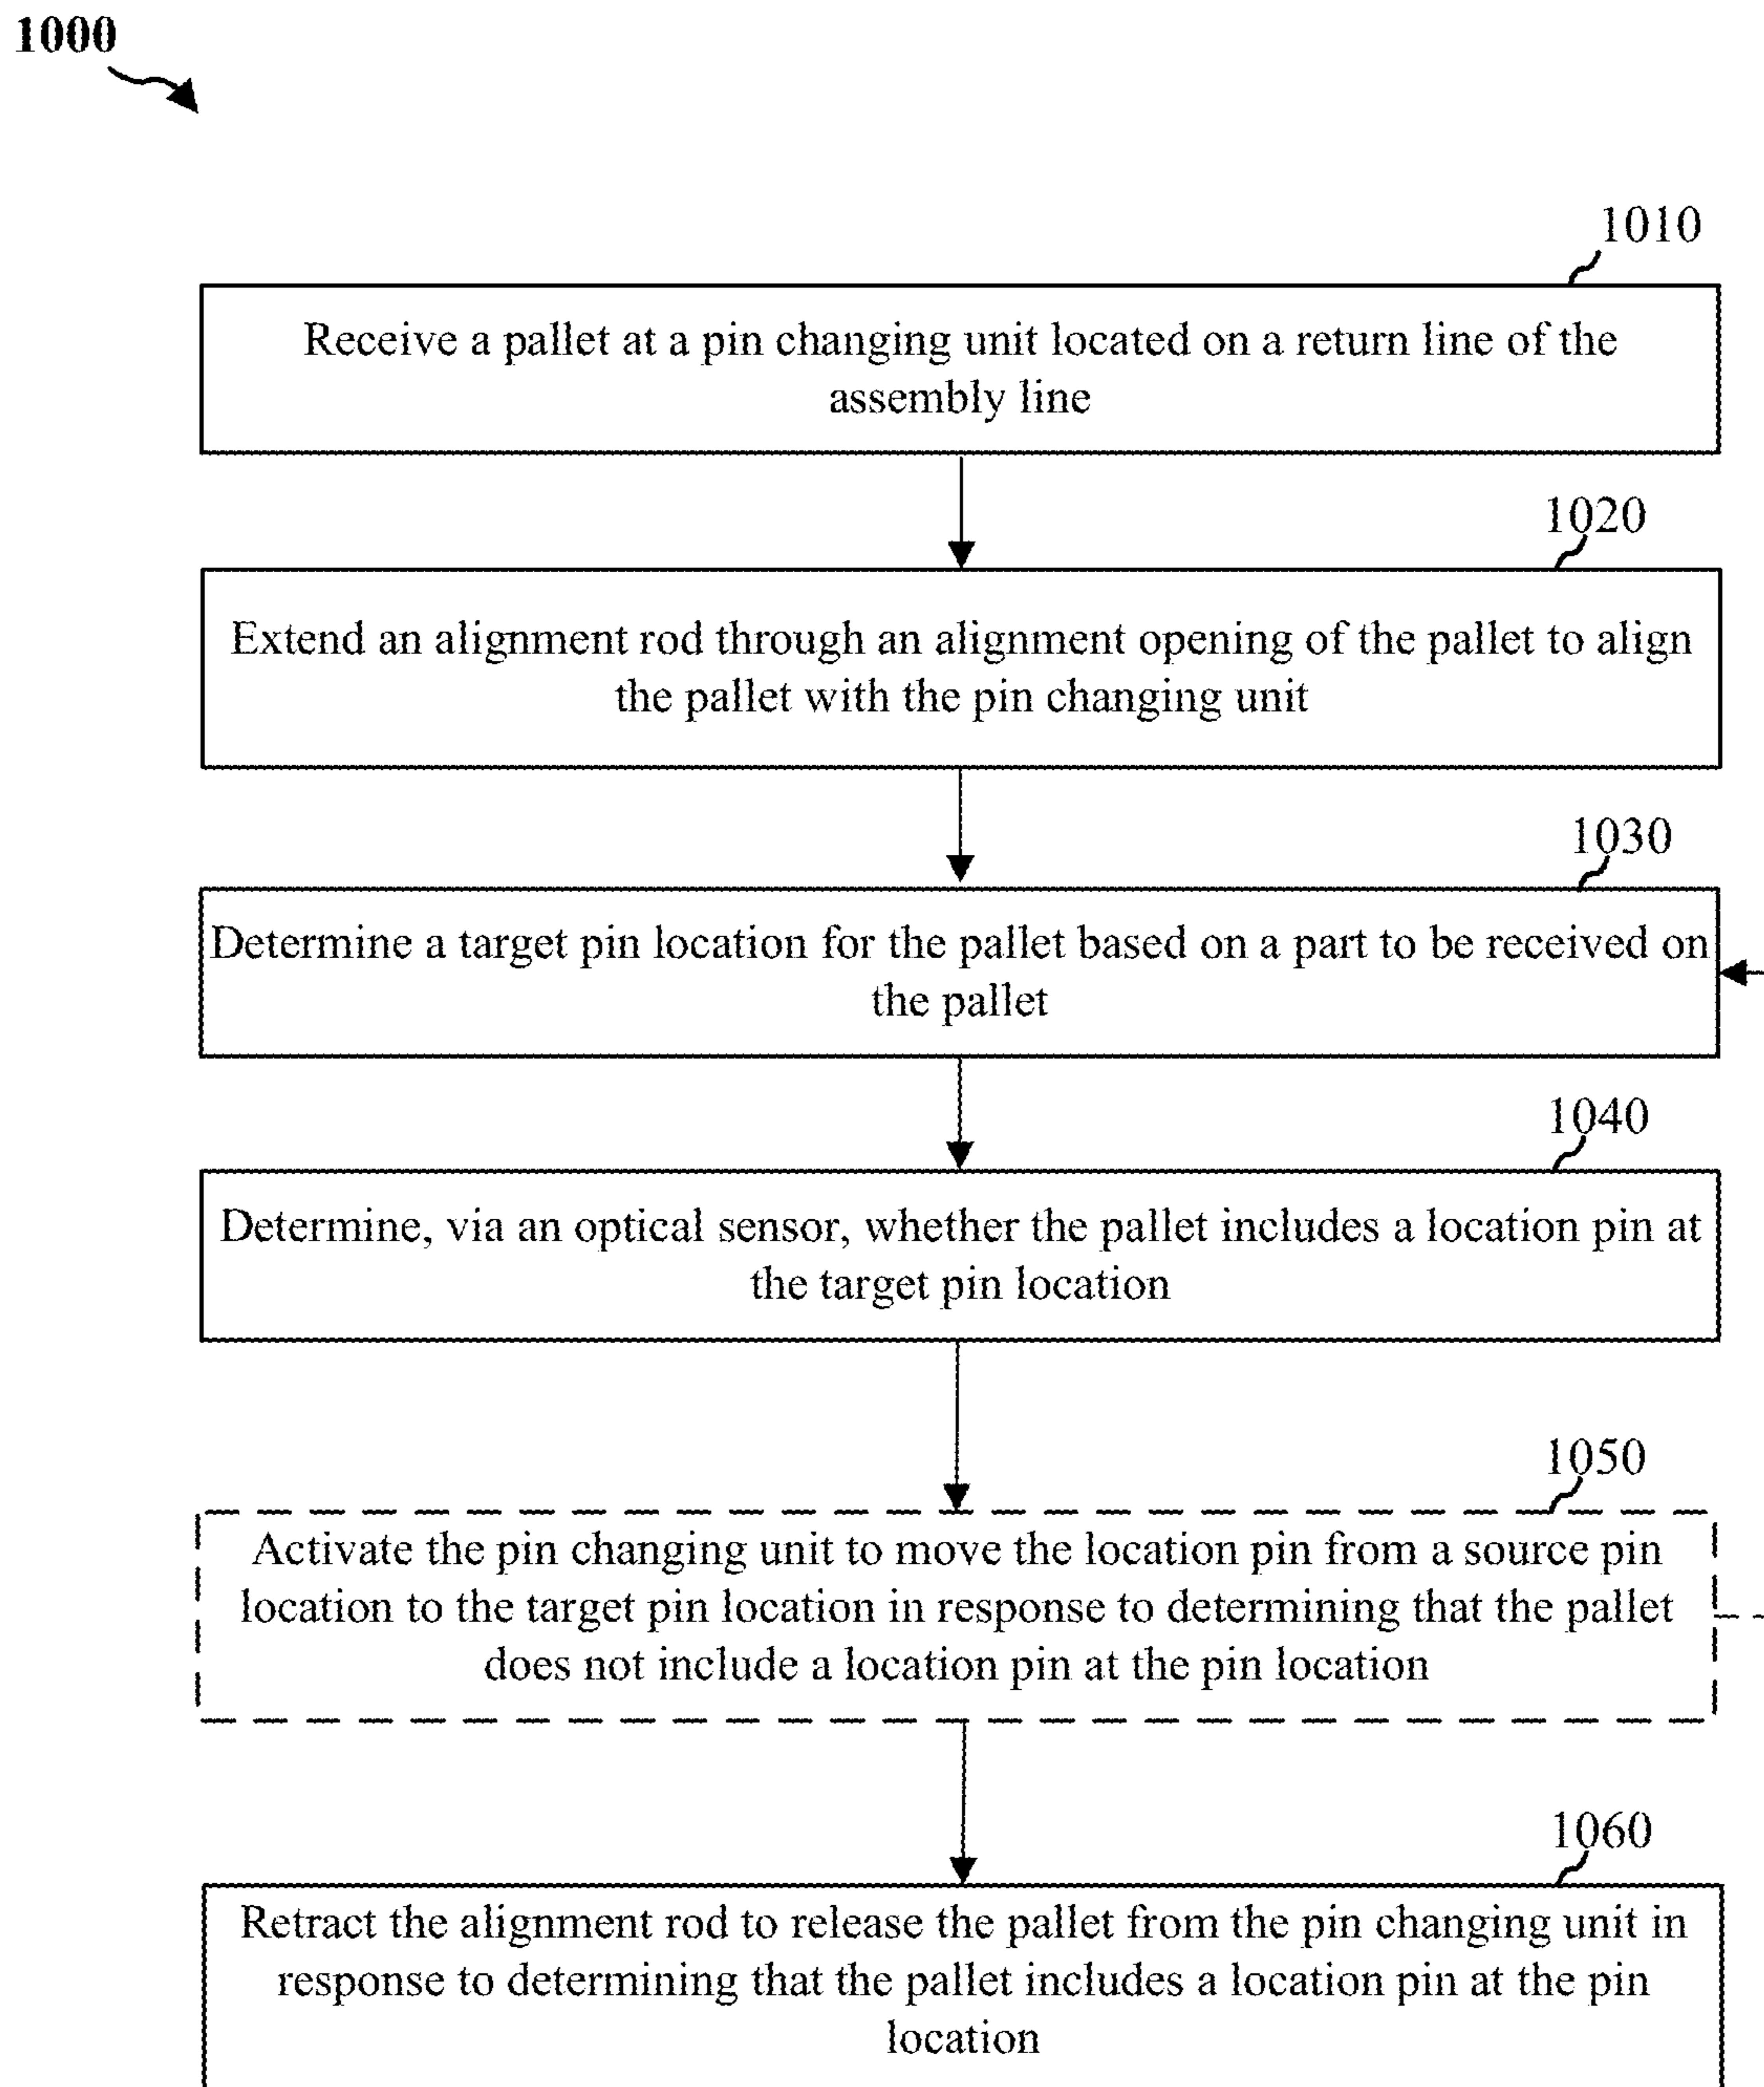 1000
1010
Receive a pallet at a pin changing unit located on a return line of the
assembly line
1020
Extend an alignment rod through an alignment opening of the pallet to align
the pallet with the pin changing unit
1030
Determine a target pin location for the pallet based on a part to be received on
the pallet
1040
Determine, via an optical sensor, whether the pallet includes a location pin at
the target pin location
1050
Activate the pin changing unit to move the location pin from a source pin
location to the target pin location in response to determining that the pallet
does not include a location pin at the pin location
1060
Retract the alignment rod to release the pallet from the pin changing unit in
response to determining that the pallet includes a location pin at the pin
location